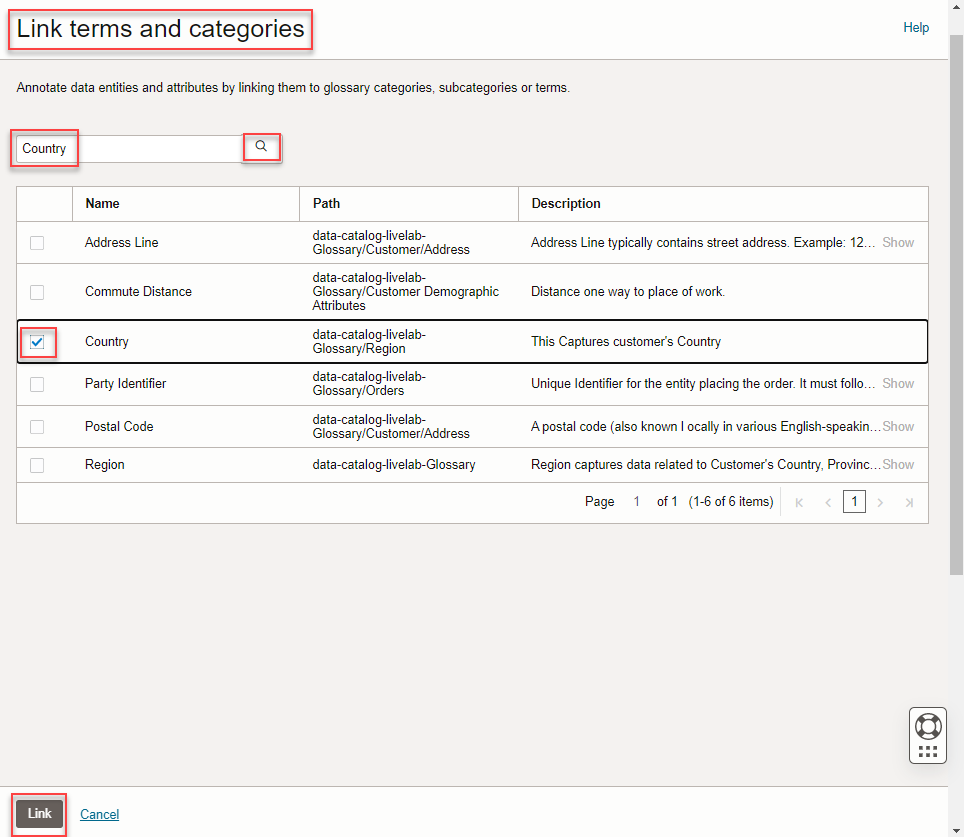 Link terms and categories
Help
Annotate data entities and attributes by linking them to glossary categories, subcategories or terms.
Country
Name Path Description
Address Line data-catalog-livelab-Glossary/Customer/Address Address Line typically contains street address. Example: 12... Show
Commute Distance data-catalog-livelab-Glossary/Customer Demographic Attributes Distance one way to place of work.
Country data-catalog-livelab-Glossary/Region This Captures customer's Country
Party Identifier data-catalog-livelab-Glossary/Orders Unique Identifier for the entity placing the order. It must follo... Show
Postal Code data-catalog-livelab-Glossary/Customer/Address A postal code (also known l ocally in various English-speakin... Show
Region data-catalog-livelab-Glossary Region captures data related to Customer's Country, Provinc... Show
Page 1 of 1 (1-6 of 6 items) 1
Link Cancel